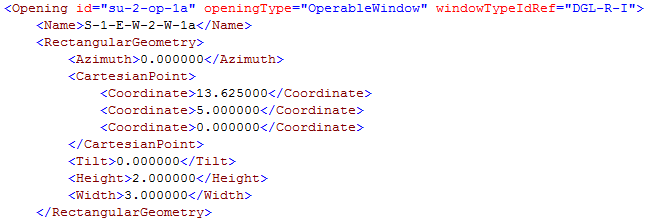 <Opening id="su-2-op-1a" openingType="OperableWindow" windowTypeIdRef="DGL-R-I">
<Name>S-1-E-W-2-W-1a</Name>
<RectangularGeometry>
<Azimuth>0.000000</Azimuth>
<CartesianPoint>
<Coordinate>13.625000</Coordinate>
<Coordinate>5.000000</Coordinate>
<Coordinate>0.000000</Coordinate>
</CartesianPoint>
<Tilt>0.000000</Tilt>
<Height>2.000000</Height>
<Width>3.000000</Width>
</RectangularGeometry>